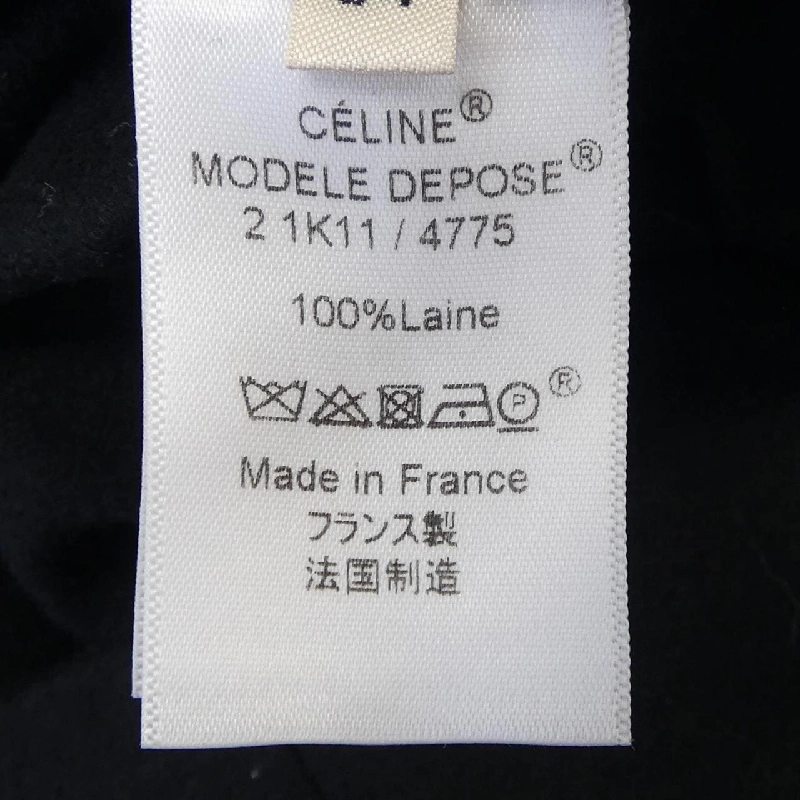 CÉLINE®
MODELE DEPOSE®
2 1K11 / 4775
100%Laine
P ®
Made in France
フランス製
法国制造